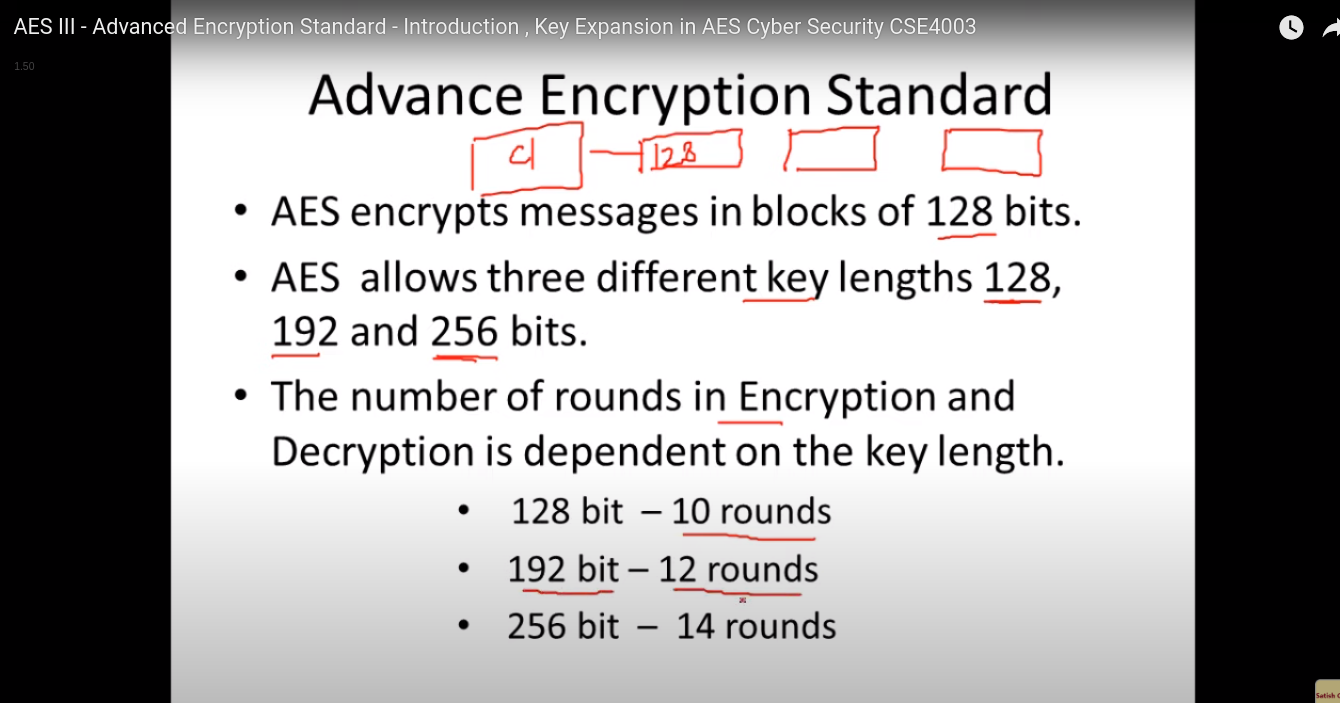 AES III - Advanced Encryption Standard - Introduction , Key Expansion in AES Cyber Security CSE4003
1.50
Advance Encryption Standard
128
• AES encrypts messages in blocks of 128 bits.
• AES allows three different key lengths 128,
192 and 256 bits.
• The number of rounds in Encryption and
Decryption is dependent on the key length.
• 128 bit – 10 rounds
• 192 bit – 12 rounds
• 256 bit – 14 rounds
Satish